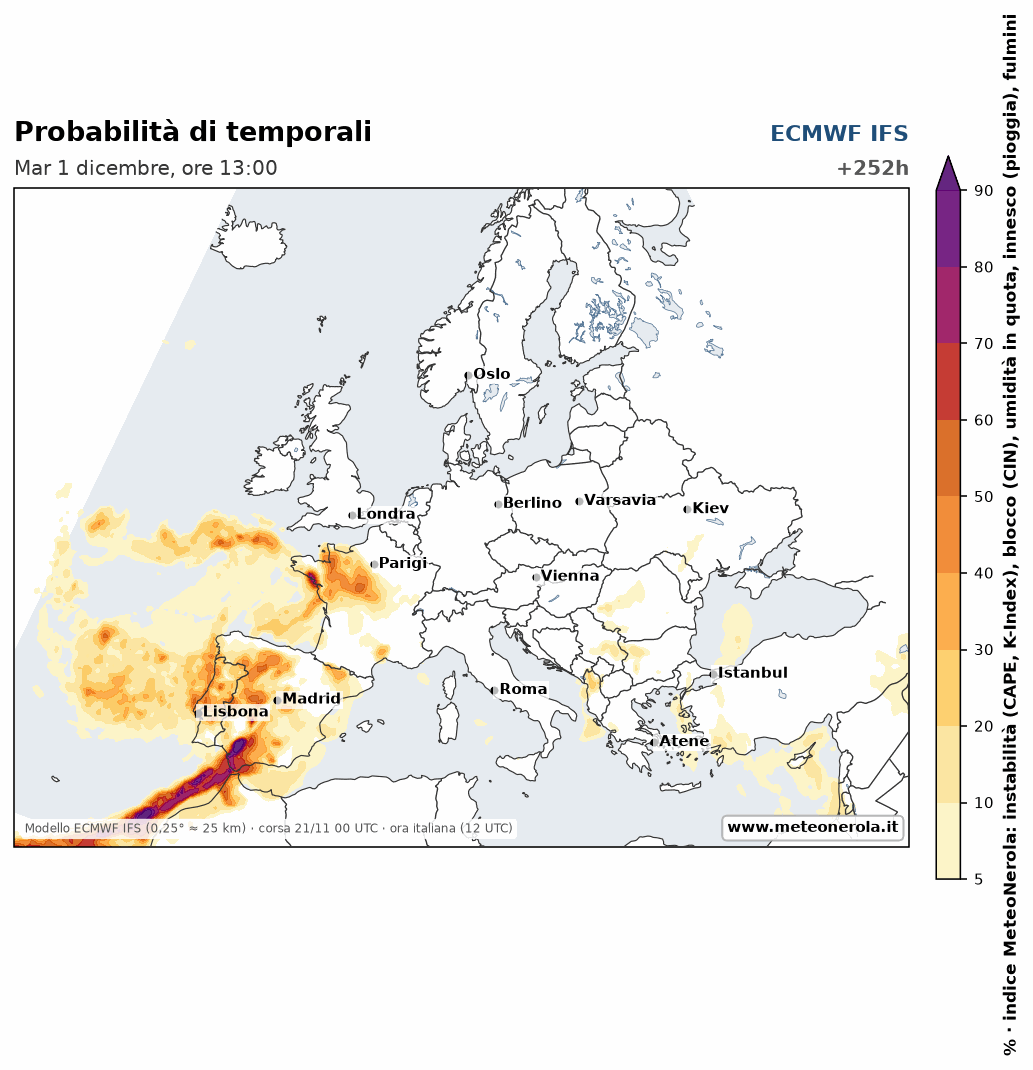 Probabilità di temporali
ECMWF IFS
Mar 1 dicembre, ore 13:00
+252h
Oslo
Londra
Berlino
Varsavia
Kiev
Parigi
Vienna
Istanbul
Roma
Madrid
Lisbona
Atene
Modello ECMWF IFS (0,25° ≈ 25 km) · corsa 21/11 00 UTC · ora italiana (12 UTC)
www.meteonerola.it
90
80
70
60
50
40
30
20
10
5
% · indice MeteoNerola: instabilità (CAPE, K-Index), blocco (CIN), umidità in quota, innesco (pioggia), fulmini